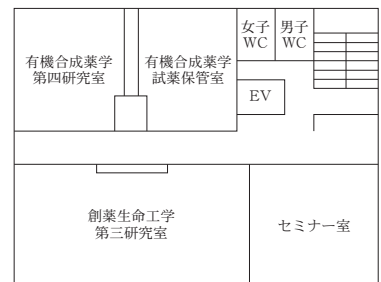 有機合成薬学
第四研究室
有機合成薬学
試薬保管室
女子
WC
男子
WC
EV
創薬生命工学
第三研究室
セミナー室